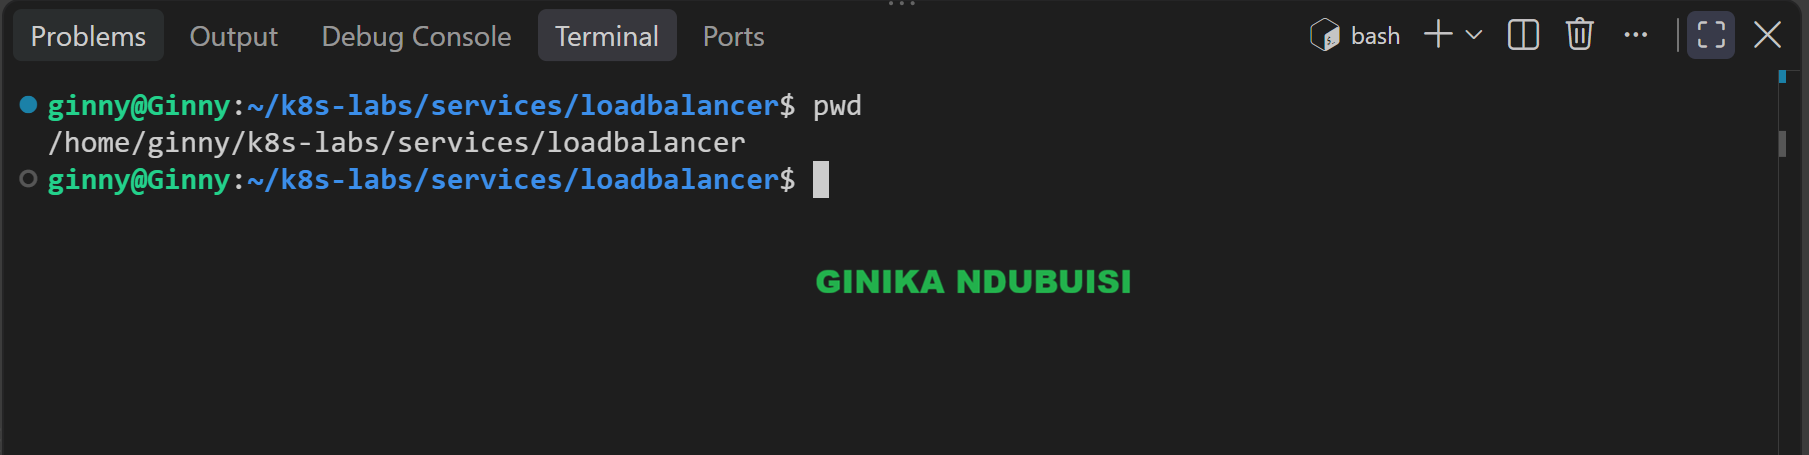 Problems Output Debug Console Terminal Ports bash
ginny@Ginny:~/k8s-labs/services/loadbalancer$ pwd
/home/ginny/k8s-labs/services/loadbalancer
ginny@Ginny:~/k8s-labs/services/loadbalancer$
GINIKA NDUBUISI